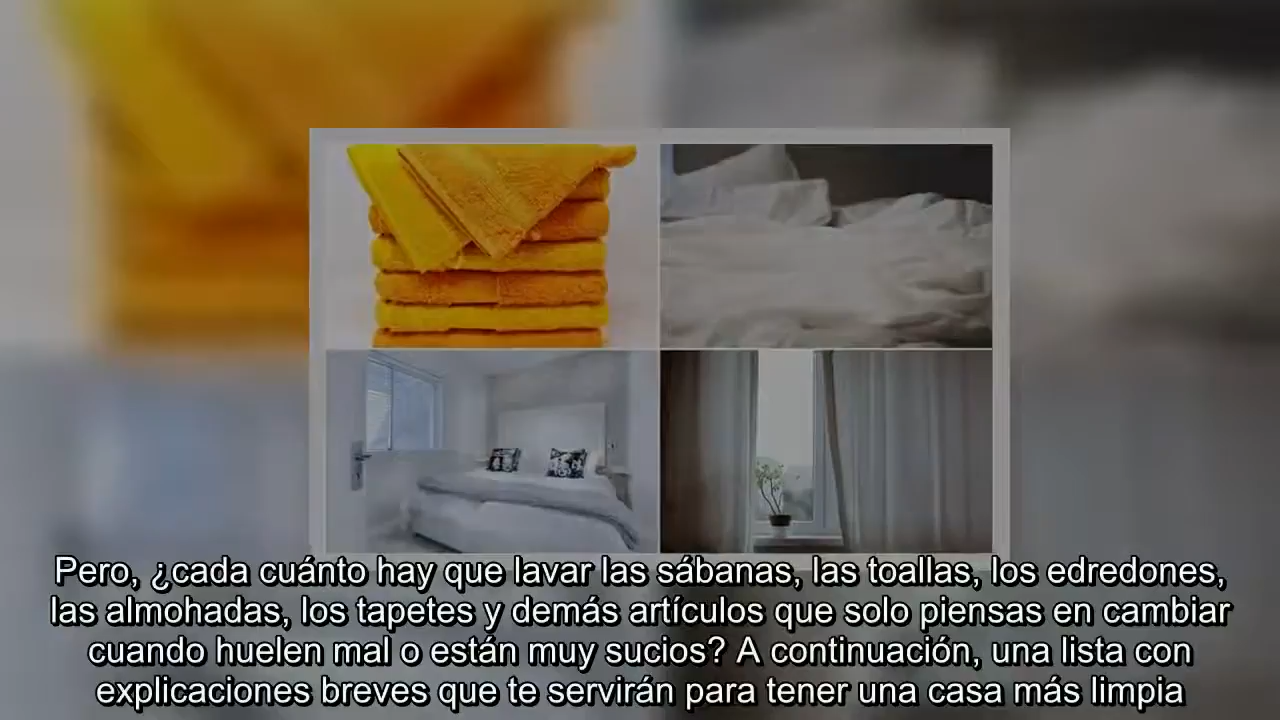 Pero, ¿cada cuánto hay que lavar las sábanas, las toallas, los edredones,
las almohadas, los tapetes y demás artículos que solo piensas en cambiar
cuando huelen mal o están muy sucios? A continuación, una lista con
explicaciones breves que te servirán para tener una casa más limpia